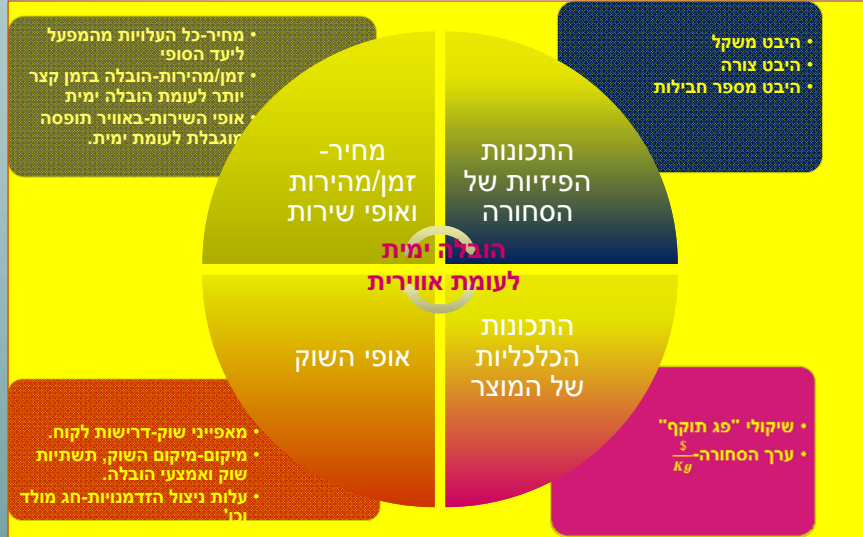 • היבט משקל
• היבט צורה
• היבט מספר חבילות
• מחיר-כל העלויות מהמפעל
ליעד הסופי
• זמן/מהירות-הובלה בזמן קצר
יותר לעומת הובלה ימית
• אופי השירות-באוויר תופסה
מוגבלת לעומת ימית.
התכונות
הפיזיות של
הסחורה
מחיר-
זמן/מהירות
ואופי שירות
הובלה ימית
לעומת אווירית
התכונות
הכלכליות
של המוצר
אופי השוק
• שיקולי "פג תוקף"
• ערך הסחורה-$/Kg
• מאפייני שוק-דרישות לקוח.
• מיקום-מיקום השוק, תשתיות
שוק ואמצעי הובלה.
• עלות ניצול הזדמנויות-חג מולד
וכו'